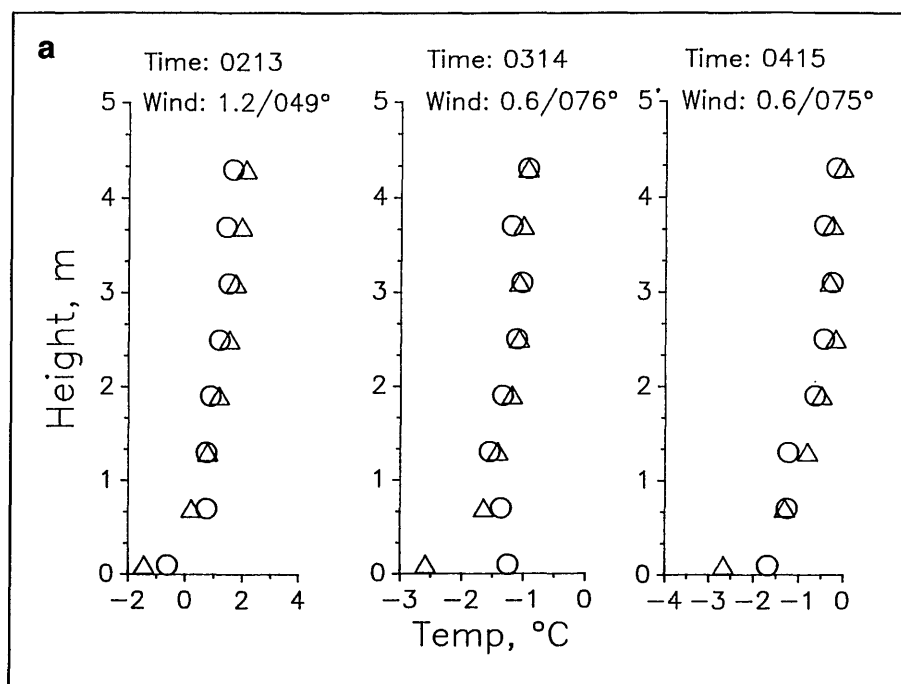 a
Time: 0213
Wind: 1.2/049°
Time: 0314
Wind: 0.6/076°
Time: 0415
Wind: 0.6/075°
Height, m
5
4
3
2
1
0
−2 0 2 4
5
4
3
2
1
0
−3 −2 −1 0
5
4
3
2
1
0
−4 −3 −2 −1 0
Temp, °C